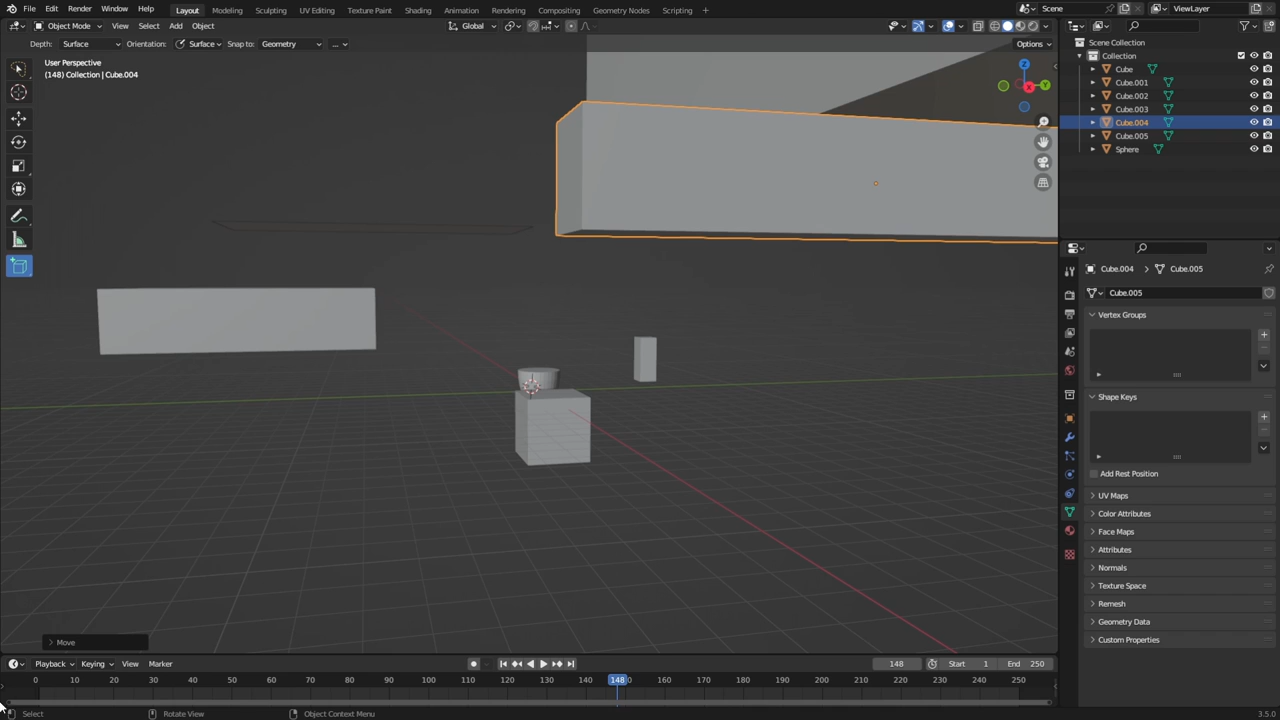 File Edit Render Window Help Layout Modeling Sculpting UV Editing Texture Paint Shading Animation Rendering Compositing Geometry Nodes Scripting + Scene ViewLayer
Object Mode View Select Add Object Global
Depth: Surface Orientation: Surface Snap to: Geometry ... Options
User Perspective
(148) Collection | Cube.004
Z
X
Y
Scene Collection
Collection
Cube
Cube.001
Cube.002
Cube.003
Cube.004
Cube.005
Sphere
Cube.004 > Cube.005
Cube.005
Vertex Groups
Shape Keys
Add Rest Position
UV Maps
Color Attributes
Face Maps
Attributes
Normals
Texture Space
Remesh
Geometry Data
Custom Properties
Move
Playback Keying View Marker 148 Start 1 End 250
0 10 20 30 40 50 60 70 80 90 100 110 120 130 140 148 160 170 180 190 200 210 220 230 240 250
Select Rotate View Object Context Menu 3.5.0